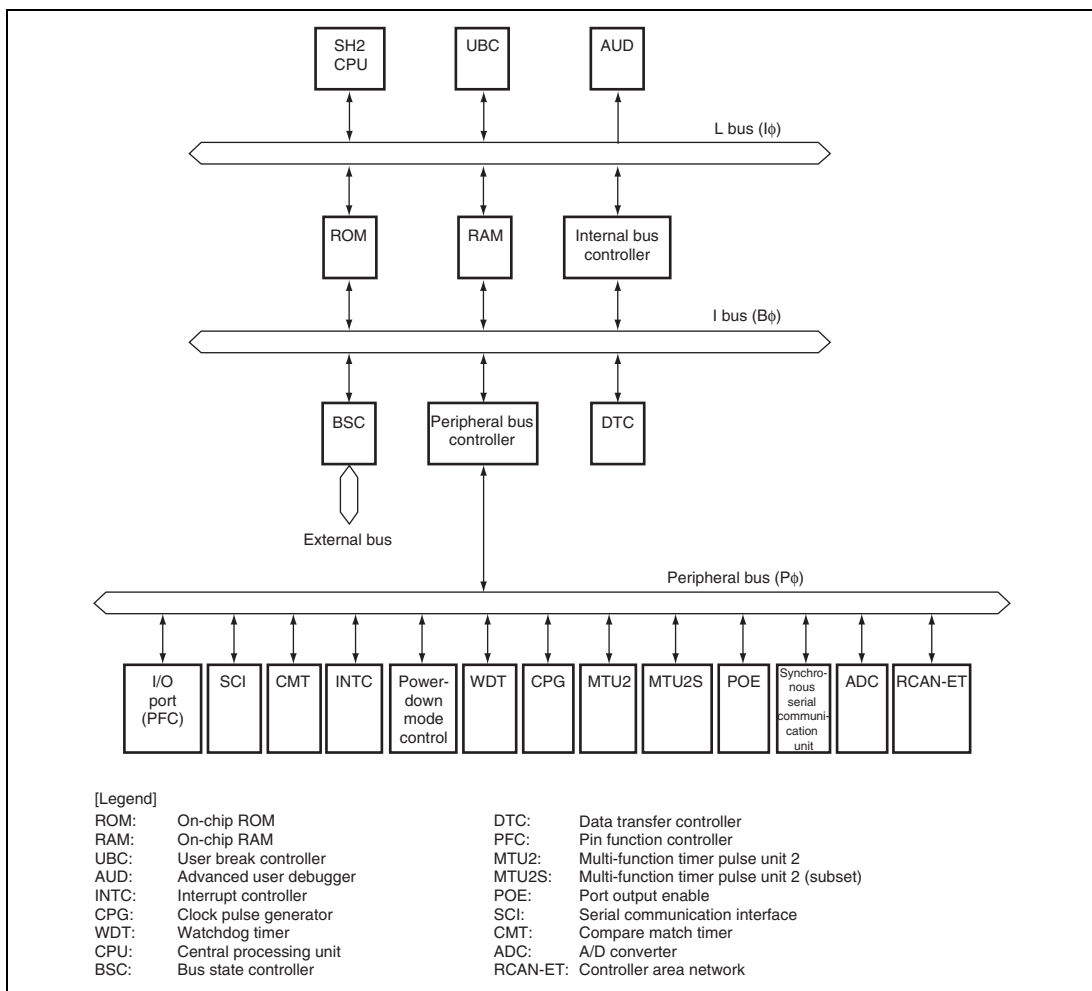 SH2
CPU
UBC
AUD
L bus (Iϕ)
ROM
RAM
Internal bus
controller
I bus (Bϕ)
BSC
Peripheral bus
controller
DTC
External bus
Peripheral bus (Pϕ)
I/O
port
(PFC)
SCI
CMT
INTC
Power-
down
mode
control
WDT
CPG
MTU2
MTU2S
POE
Synchro-
nous
serial
communi-
cation
unit
ADC
RCAN-ET
[Legend]
ROM: On-chip ROM
RAM: On-chip RAM
UBC: User break controller
AUD: Advanced user debugger
INTC: Interrupt controller
CPG: Clock pulse generator
WDT: Watchdog timer
CPU: Central processing unit
BSC: Bus state controller
DTC: Data transfer controller
PFC: Pin function controller
MTU2: Multi-function timer pulse unit 2
MTU2S: Multi-function timer pulse unit 2 (subset)
POE: Port output enable
SCI: Serial communication interface
CMT: Compare match timer
ADC: A/D converter
RCAN-ET: Controller area network